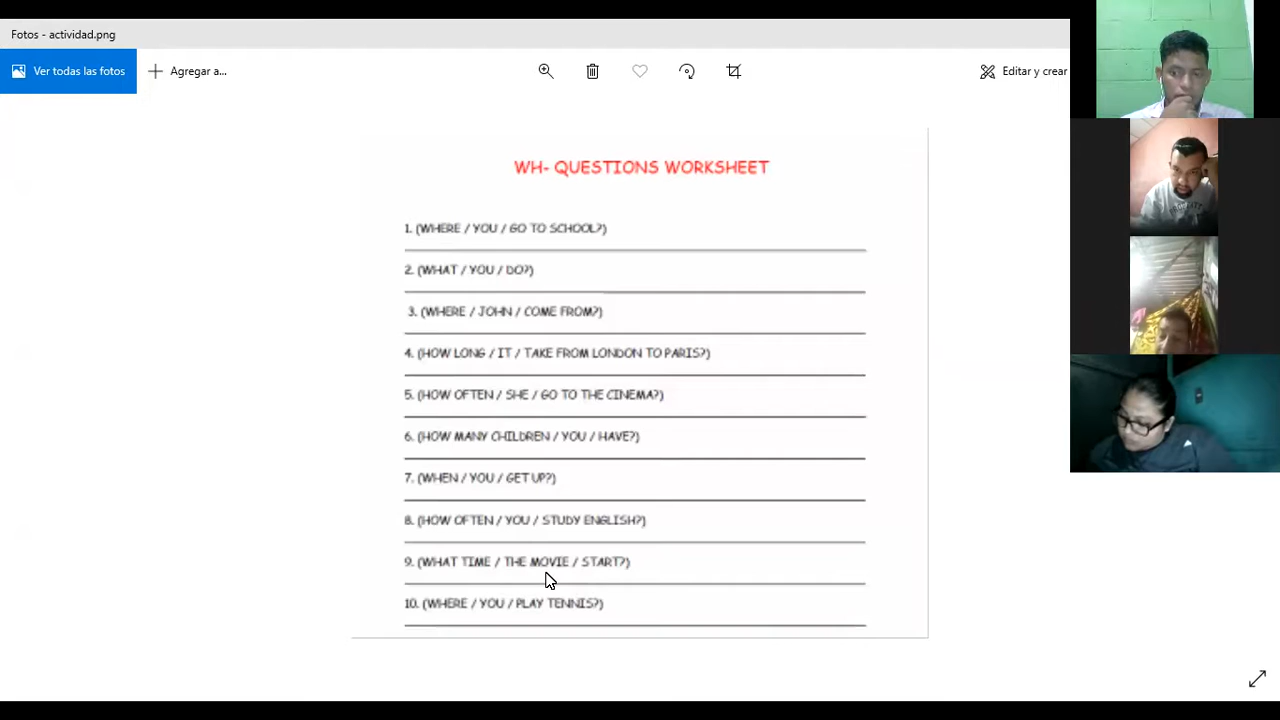 Fotos - actividad.png
Ver todas las fotos
Agregar a...
Editar y crear
WH- QUESTIONS WORKSHEET
1. (WHERE / YOU / GO TO SCHOOL?)
2. (WHAT / YOU / DO?)
3. (WHERE / JOHN / COME FROM?)
4. (HOW LONG / IT / TAKE FROM LONDON TO PARIS?)
5. (HOW OFTEN / SHE / GO TO THE CINEMA?)
6. (HOW MANY CHILDREN / YOU / HAVE?)
7. (WHEN / YOU / GET UP?)
8. (HOW OFTEN / YOU / STUDY ENGLISH?)
9. (WHAT TIME / THE MOVIE / START?)
10. (WHERE / YOU / PLAY TENNIS?)